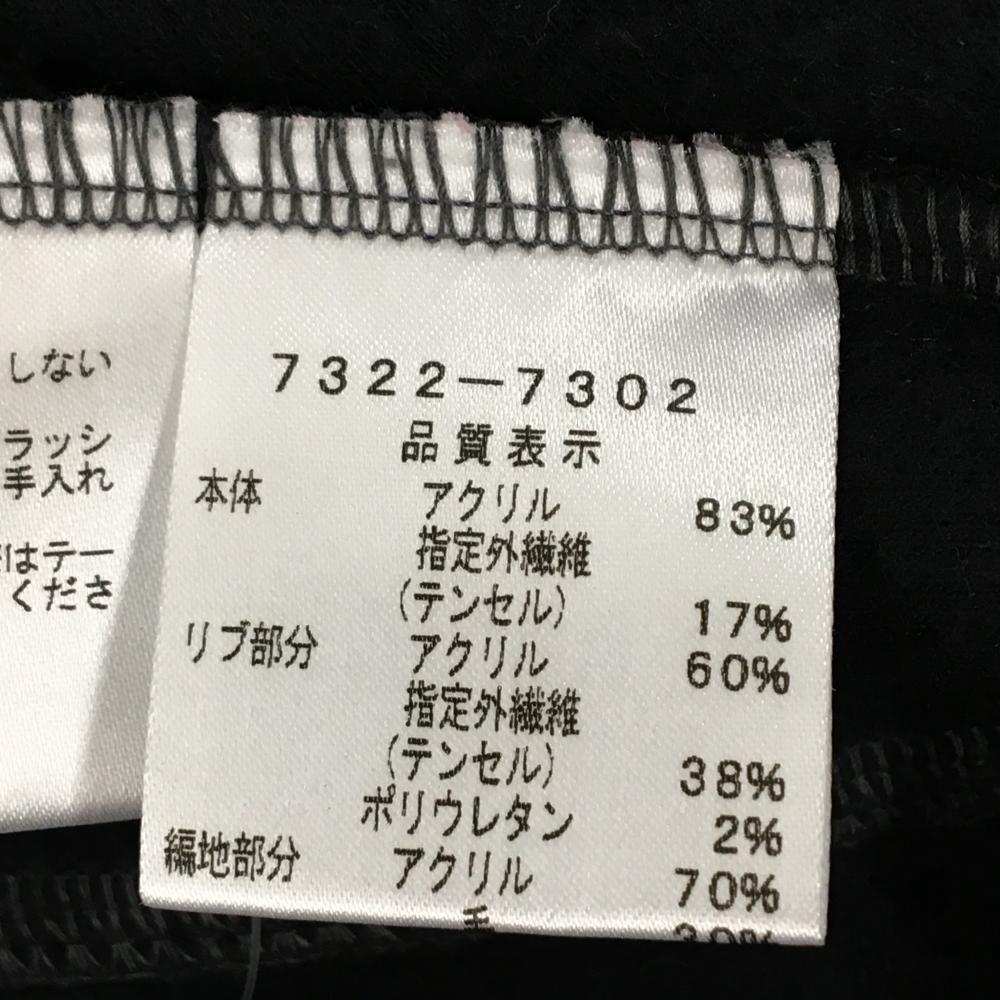 しない
ラッシ
手入れ
はテー
くださ
7322-7302
品質表示
本体 アクリル 83%
指定外繊維
(テンセル) 17%
リブ部分 アクリル 60%
指定外繊維
(テンセル) 38%
ポリウレタン 2%
編地部分 アクリル 70%
毛 30%